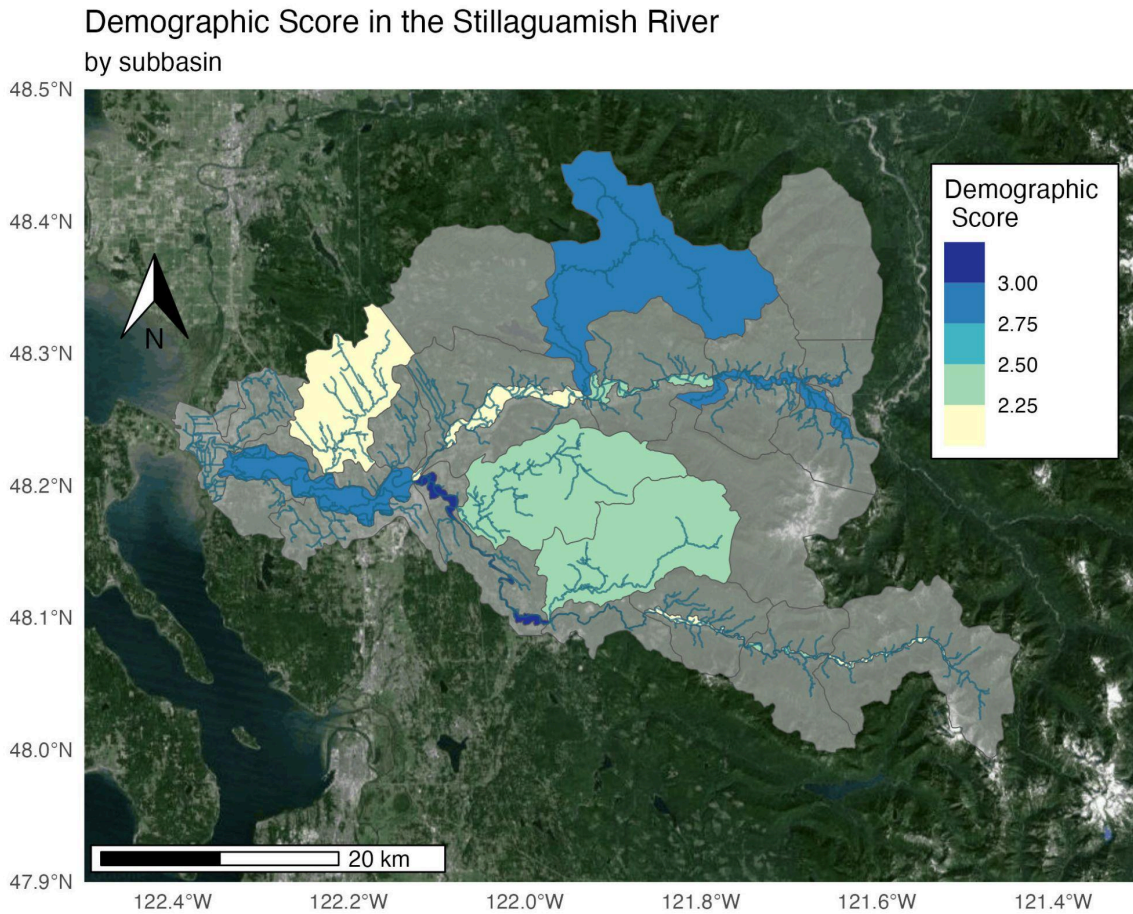 Demographic Score in the Stillaguamish River
by subbasin
48.5°N
48.4°N
48.3°N
48.2°N
48.1°N
48.0°N
47.9°N
N
Demographic
Score
3.00
2.75
2.50
2.25
20 km
122.4°W
122.2°W
122.0°W
121.8°W
121.6°W
121.4°W